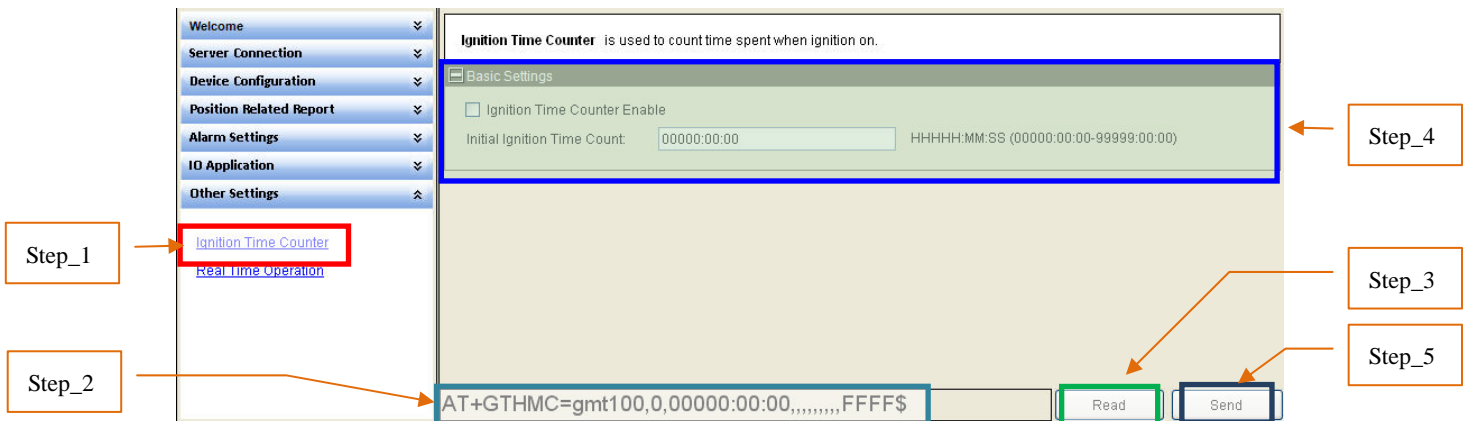 Welcome
Server Connection
Device Configuration
Position Related Report
Alarm Settings
IO Application
Other Settings
Ignition Time Counter
Real Time Operation
Ignition Time Counter is used to count time spent when ignition on.
Basic Settings
Ignition Time Counter Enable
Initial Ignition Time Count: 00000:00:00 HHHHH:MM:SS (00000:00:00-99999:00:00)
AT+GTHMC=gmt100,0,00000:00:00,,,,,,,,,FFFF$
Read
Send
Step_1
Step_2
Step_4
Step_3
Step_5